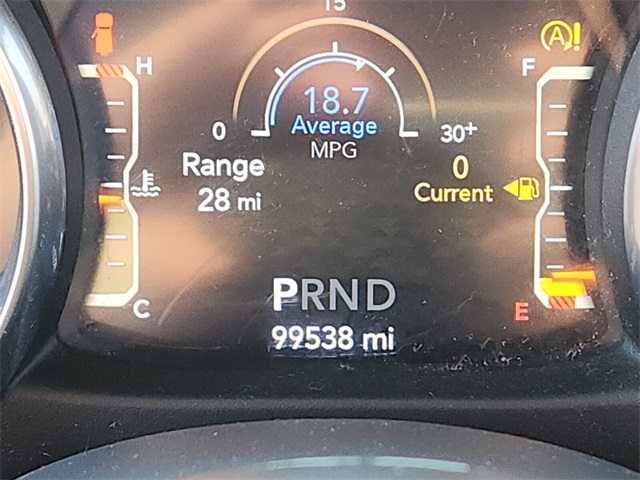 15
H
F
A!
18.7
Average
MPG
0
30+
Range
28 mi
0
Current
PRND
99538 mi
C
E